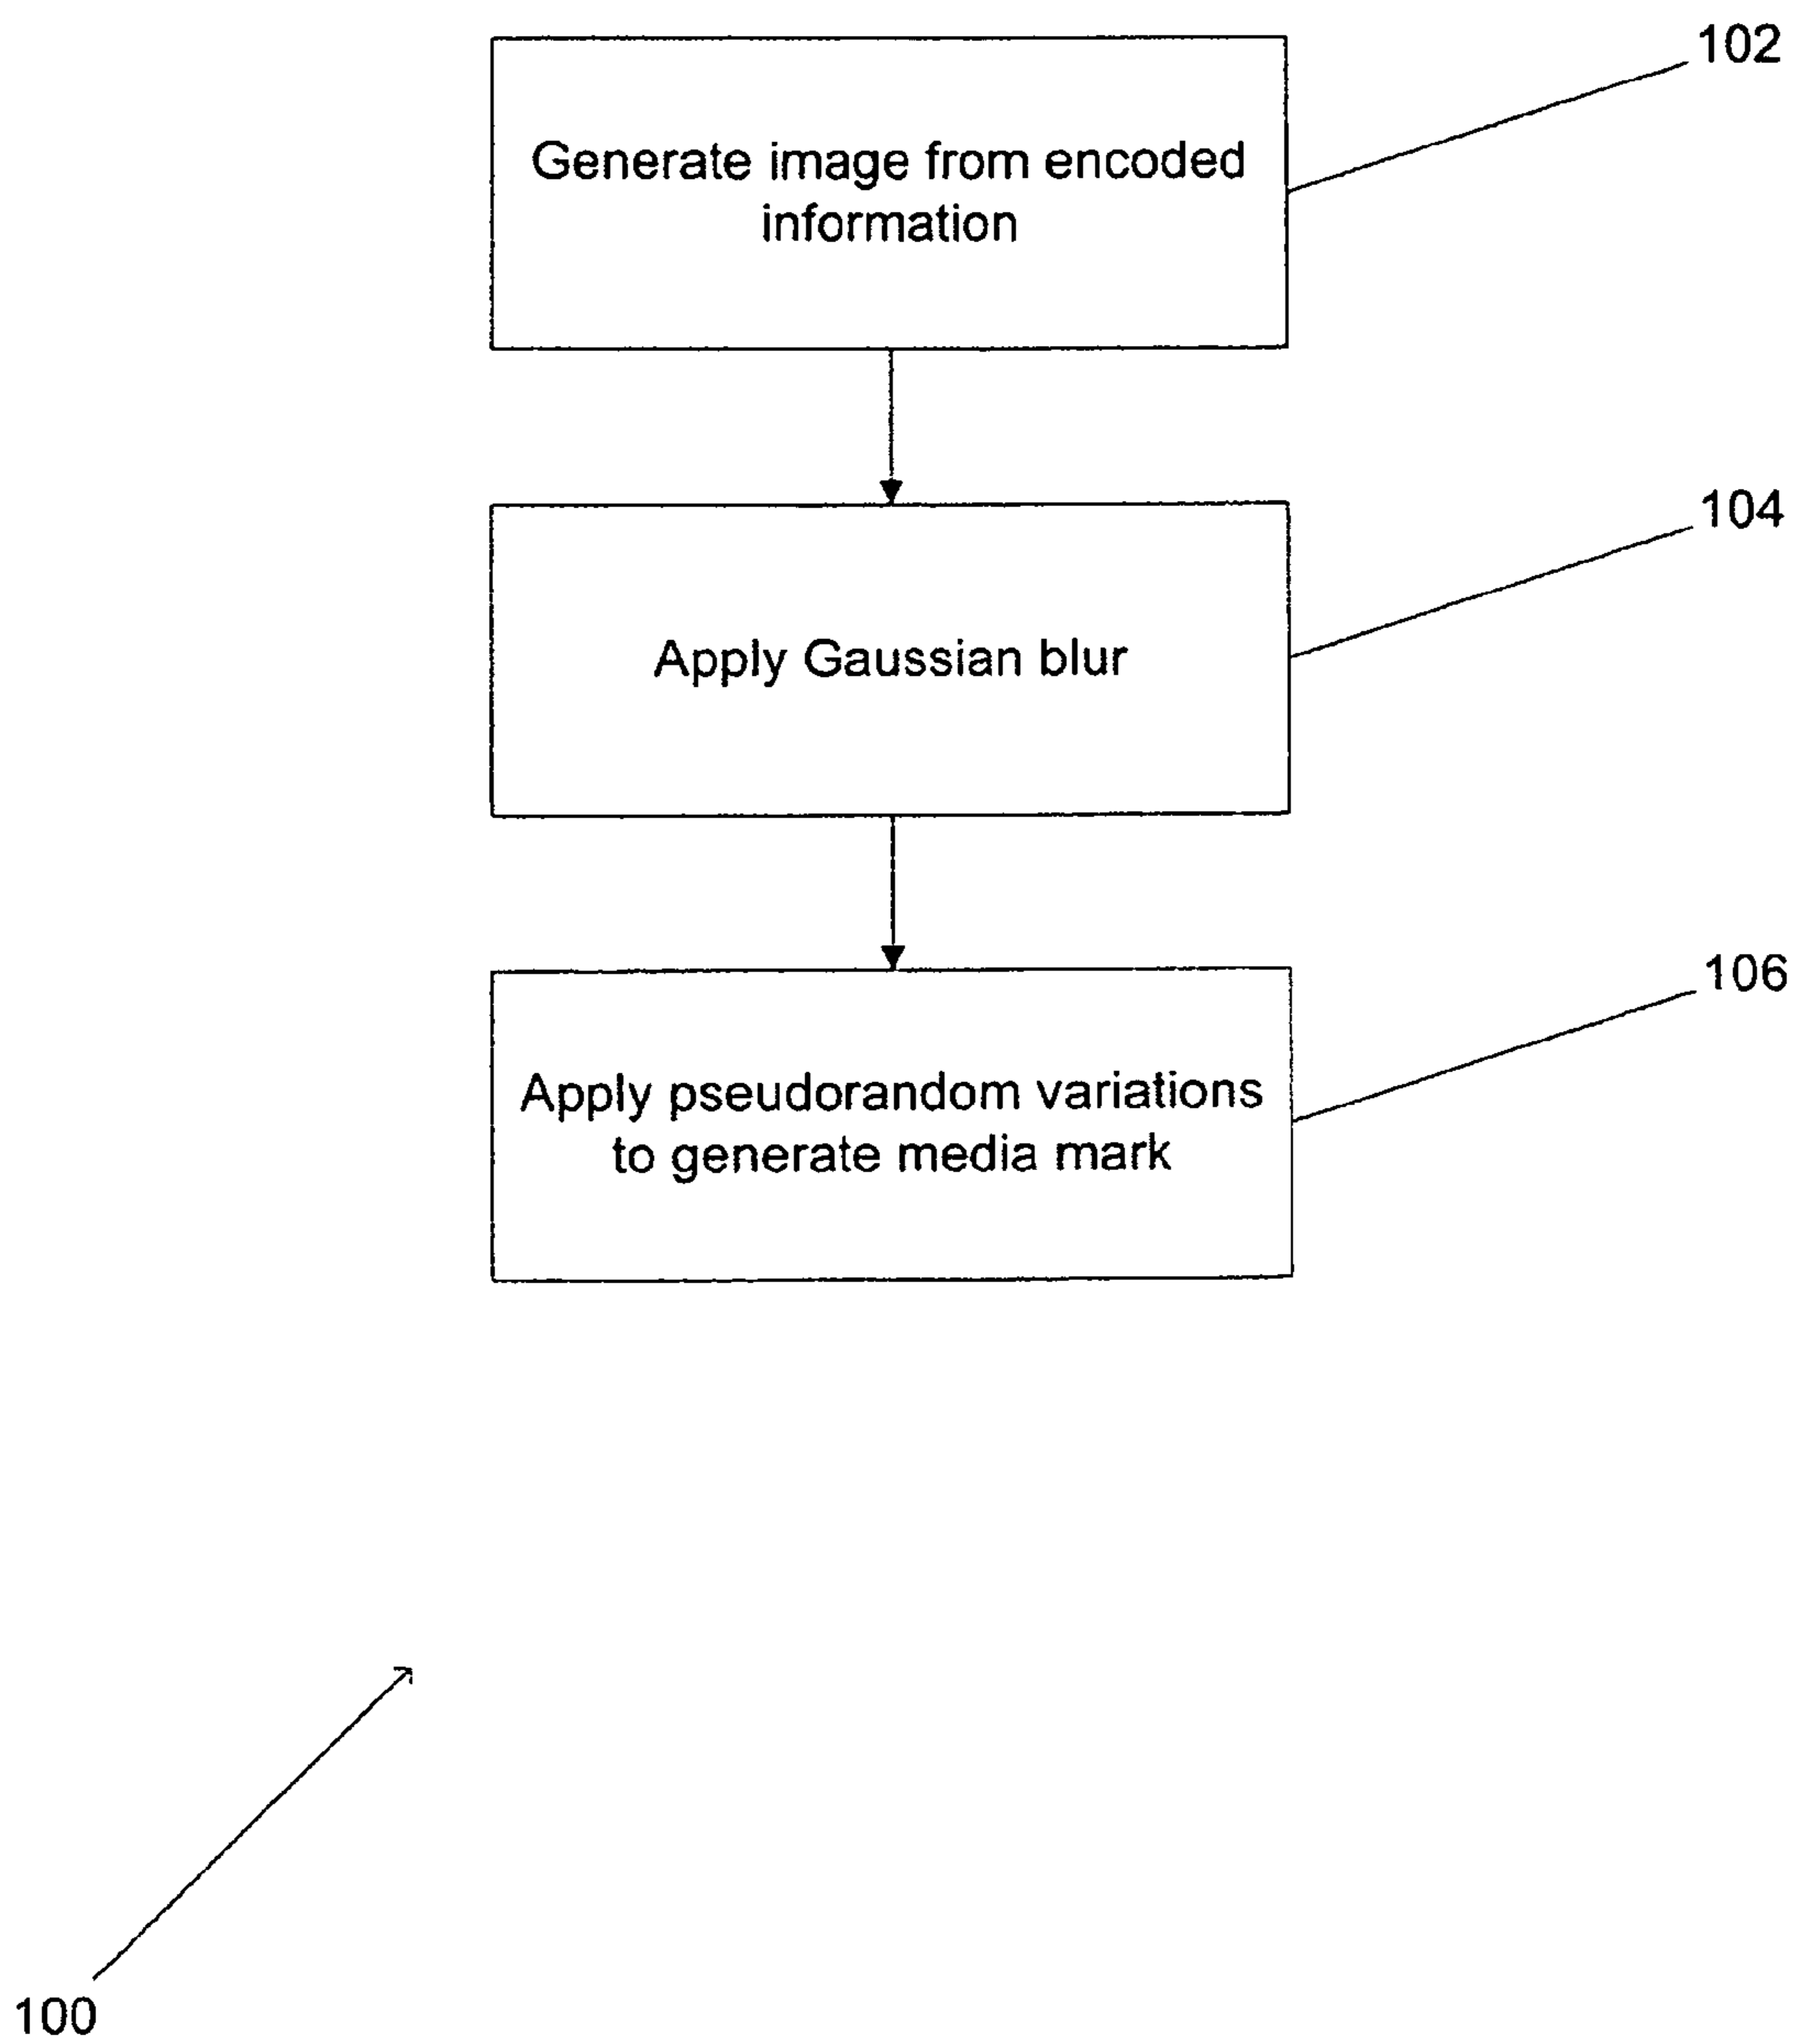 102
Generate image from encoded
information
104
Apply Gaussian blur
106
Apply pseudorandom variations
to generate media mark
100